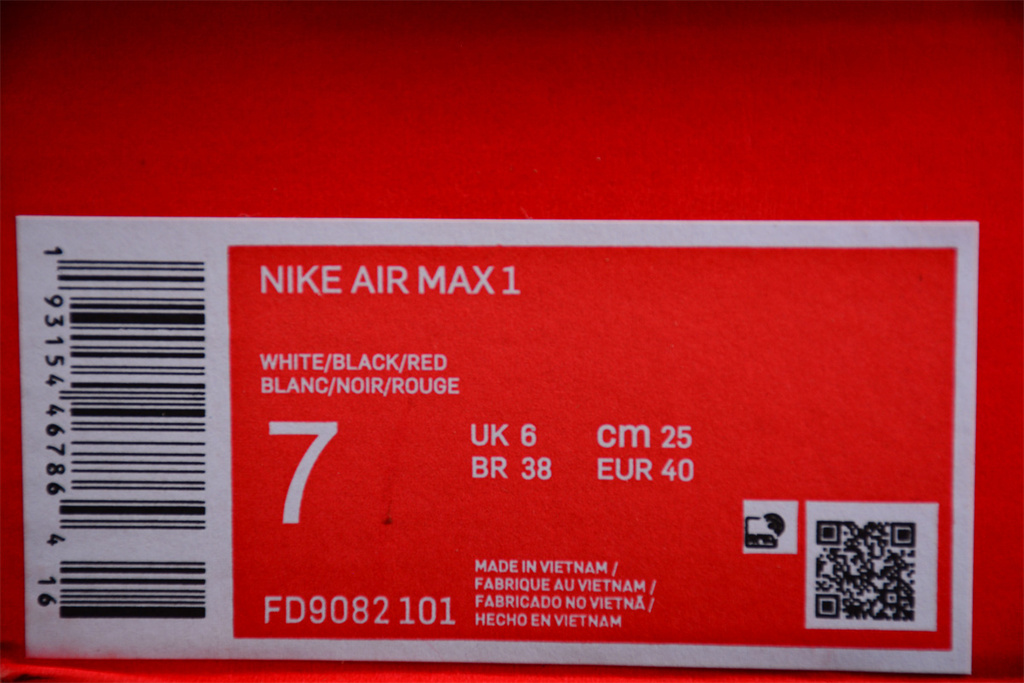 NIKE AIR MAX 1
WHITE/BLACK/RED
BLANC/NOIR/ROUGE
7
UK 6
cm 25
BR 38
EUR 40
MADE IN VIETNAM /
FABRIQUE AU VIETNAM /
FABRICADO NO VIETNÃ /
HECHO EN VIETNAM
FD9082 101
1 93154 46786 4 16